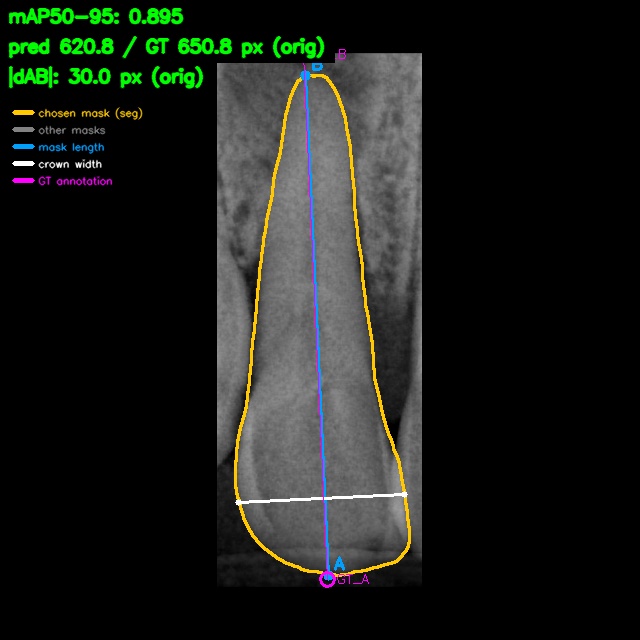 mAP50-95: 0.895
pred 620.8 / GT 650.8 px (orig)
|dAB|: 30.0 px (orig)
chosen mask (seg)
other masks
mask length
crown width
GT annotation
B
A
GT_A